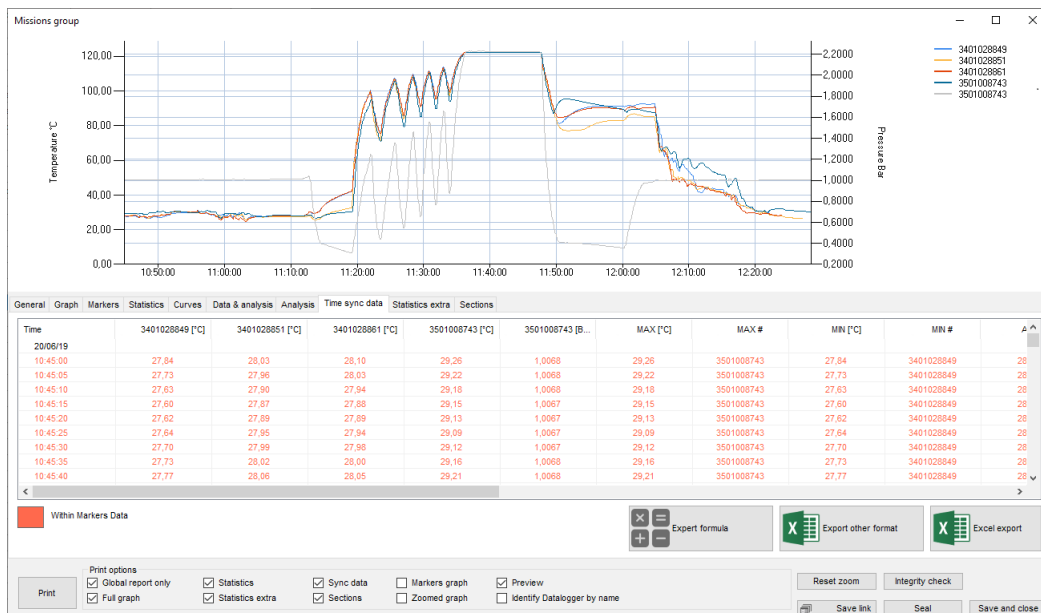 Missions group
120,00
100,00
80,00
60,00
40,00
20,00
0,00
Temperature °C
10:50:00 11:00:00 11:10:00 11:20:00 11:30:00 11:40:00 11:50:00 12:00:00 12:10:00 12:20:00
2,2000
2,0000
1,8000
1,6000
1,4000
1,2000
1,0000
0,8000
0,6000
0,4000
0,2000
Pressure Bar
3401028849
3401028851
3401028861
3501008743
3501008743
General Graph Markers Statistics Curves Data & analysis Analysis Time sync data Statistics extra Sections
Time 3401028849 [°C] 3401028851 [°C] 3401028861 [°C] 3501008743 [°C] 3501008743 [B... MAX [°C] MAX # MIN [°C] MIN # A
20/06/19
10:45:00 27,84 28,03 28,10 29,26 1,0068 29,26 3501008743 27,84 3401028849 28
10:45:05 27,73 27,96 28,03 29,22 1,0068 29,22 3501008743 27,73 3401028849 28
10:45:10 27,63 27,90 27,94 29,18 1,0067 29,18 3501008743 27,63 3401028849 28
10:45:15 27,60 27,87 27,88 29,15 1,0067 29,15 3501008743 27,60 3401028849 28
10:45:20 27,62 27,89 27,89 29,13 1,0067 29,13 3501008743 27,62 3401028849 28
10:45:25 27,64 27,95 27,94 29,09 1,0067 29,09 3501008743 27,64 3401028849 28
10:45:30 27,70 27,99 27,98 29,12 1,0067 29,12 3501008743 27,70 3401028849 28
10:45:35 27,73 28,02 28,00 29,16 1,0068 29,16 3501008743 27,73 3401028849 28
10:45:40 27,77 28,06 28,05 29,21 1,0068 29,21 3501008743 27,77 3401028849 28
Within Markers Data
Expert formula
Export other format
Excel export
Print
Print options
Global report only Statistics Sync data Markers graph Preview
Full graph Statistics extra Sections Zoomed graph Identify Datalogger by name
Reset zoom Integrity check
Save link Seal Save and close